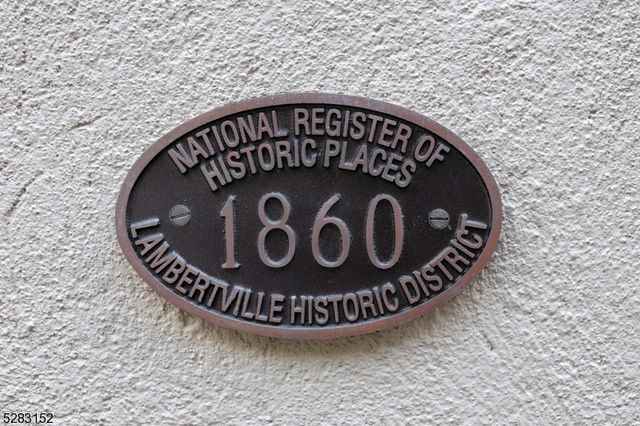 NATIONAL REGISTER OF
HISTORIC PLACES
1860
LAMBERTVILLE HISTORIC DISTRICT
5283152